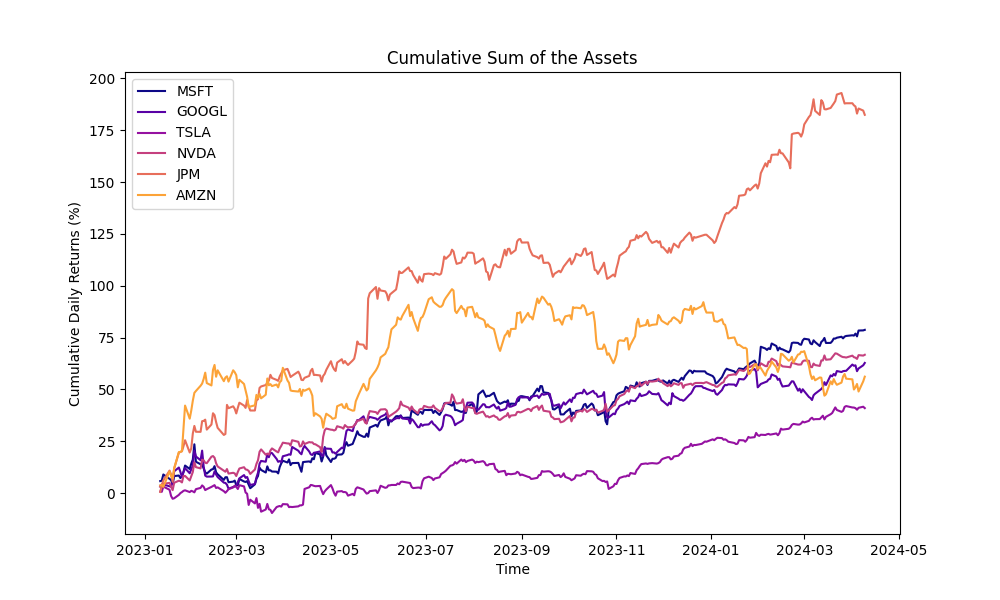 Cumulative Sum of the Assets
Cumulative Daily Returns (%)
200
175
150
125
100
75
50
25
0
MSFT
GOOGL
TSLA
NVDA
JPM
AMZN
2023-01 2023-03 2023-05 2023-07 2023-09 2023-11 2024-01 2024-03 2024-05
Time